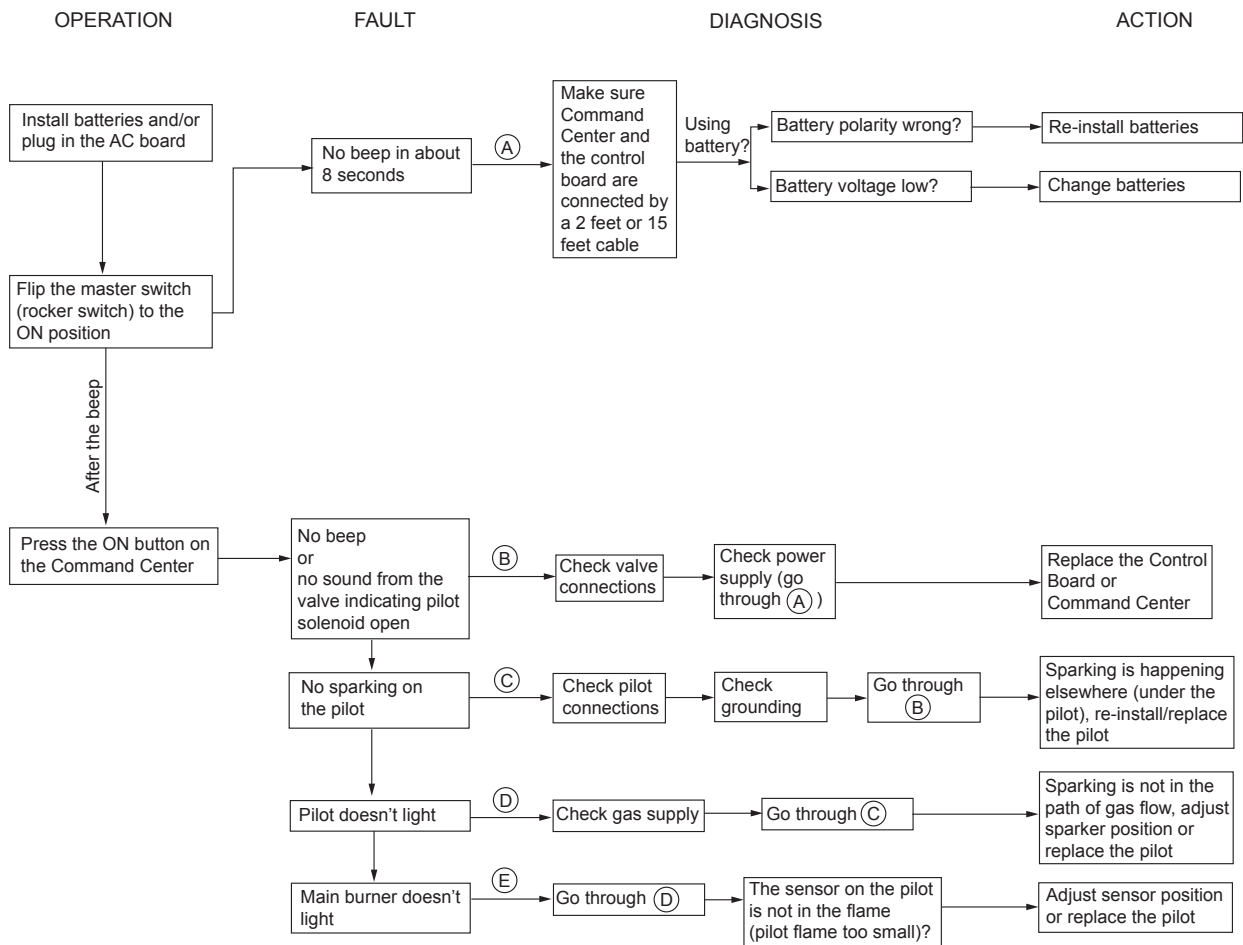 OPERATION
FAULT
DIAGNOSIS
ACTION
Install batteries and/or
plug in the AC board
No beep in about
8 seconds
A
Make sure
Command
Center and
the control
board are
connected by
a 2 feet or 15
feet cable
Using
battery?
Battery polarity wrong?
Re-install batteries
Battery voltage low?
Change batteries
Flip the master switch
(rocker switch) to the
ON position
After the beep
Press the ON button on
the Command Center
No beep
or
no sound from the
valve indicating pilot
solenoid open
B
Check valve
connections
Check power
supply (go
through A )
Replace the Control
Board or
Command Center
No sparking on
the pilot
C
Check pilot
connections
Check
grounding
Go through
B
Sparking is happening
elsewhere (under the
pilot), re-install/replace
the pilot
Pilot doesn't light
D
Check gas supply
Go through C
Sparking is not in the
path of gas flow, adjust
sparker position or
replace the pilot
Main burner doesn't
light
E
Go through D
The sensor on the pilot
is not in the flame
(pilot flame too small)?
Adjust sensor position
or replace the pilot